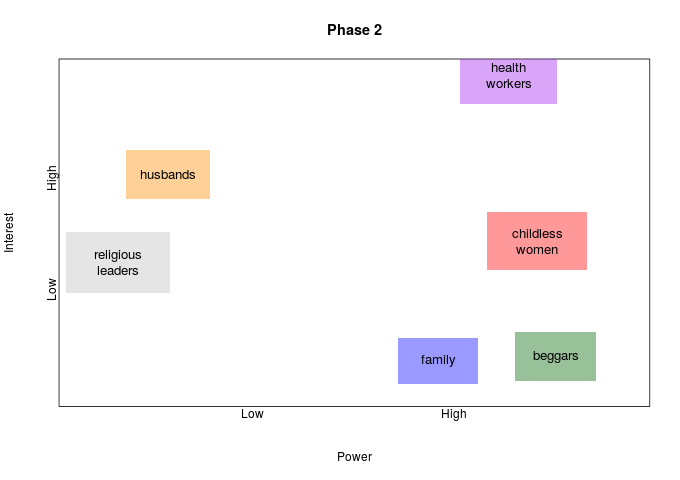 Phase 2
health
workers
husbands
High
childless
women
Interest
religious
leaders
Low
family
beggars
Low
High
Power